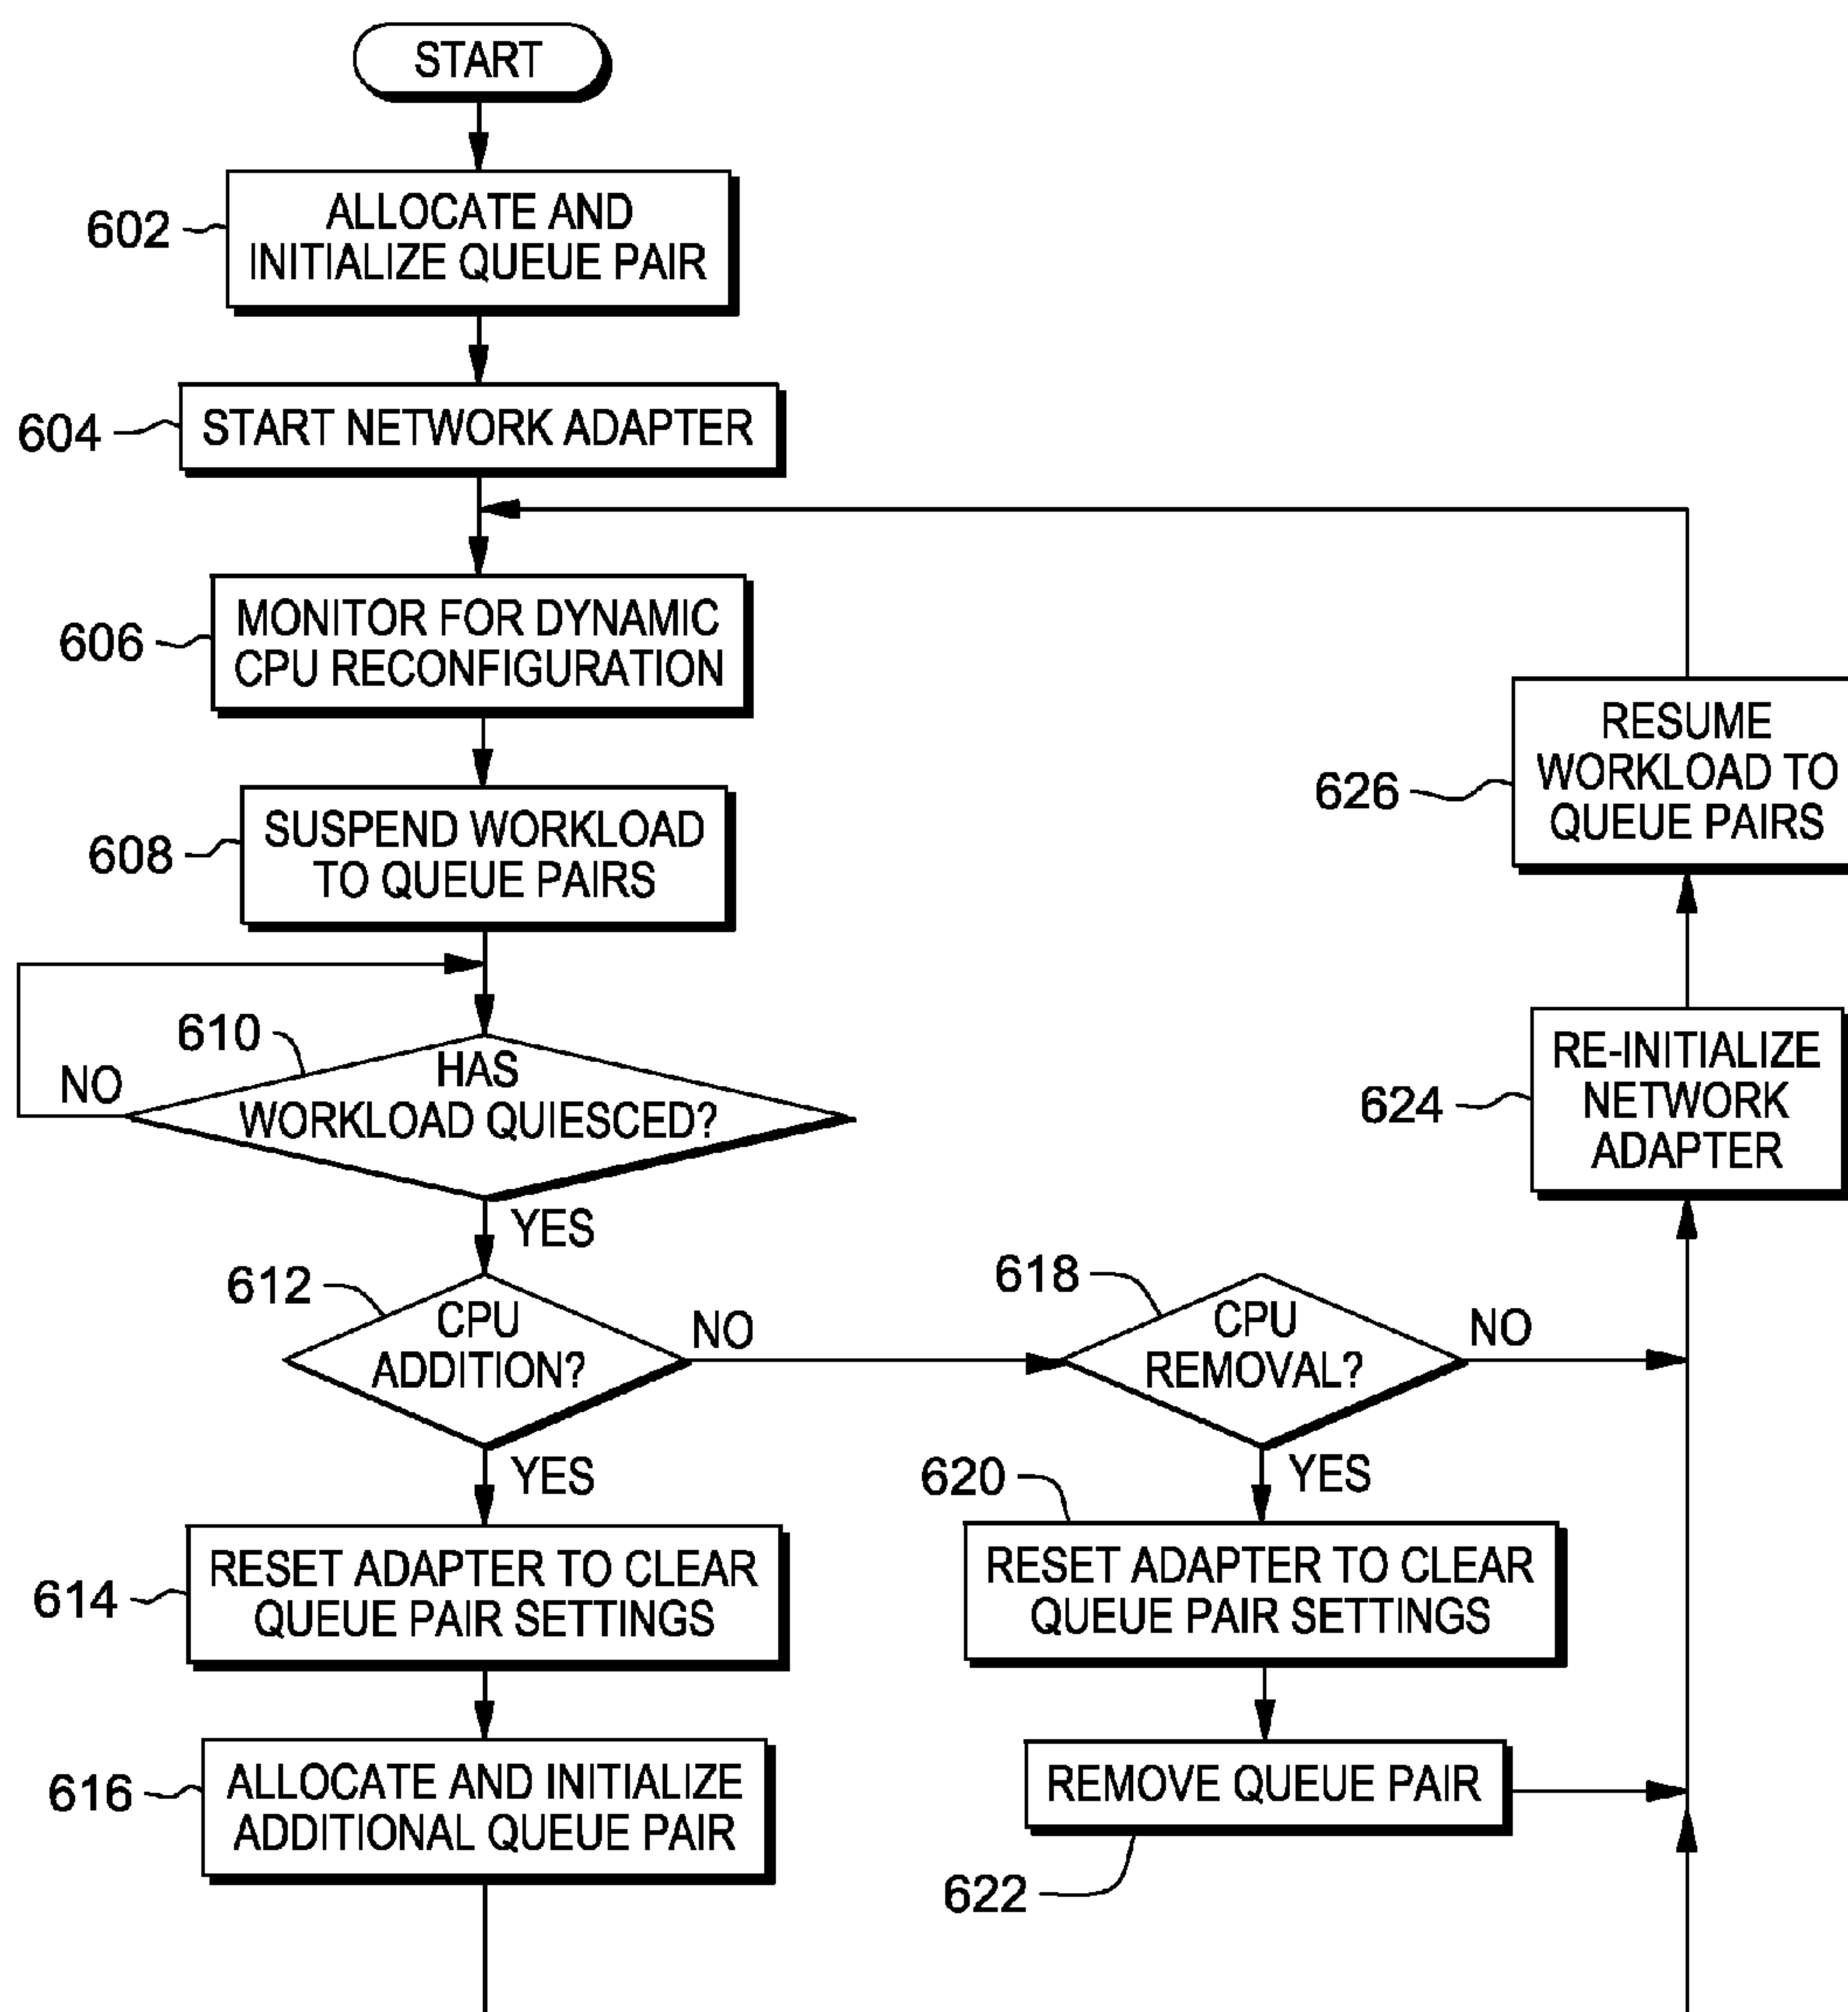 START
602
ALLOCATE AND
INITIALIZE QUEUE PAIR
604
START NETWORK ADAPTER
606
MONITOR FOR DYNAMIC
CPU RECONFIGURATION
608
SUSPEND WORKLOAD
TO QUEUE PAIRS
610
NO
HAS
WORKLOAD QUIESCED?
YES
612
CPU
ADDITION?
NO
YES
614
RESET ADAPTER TO CLEAR
QUEUE PAIR SETTINGS
616
ALLOCATE AND INITIALIZE
ADDITIONAL QUEUE PAIR
618
CPU
REMOVAL?
NO
YES
620
RESET ADAPTER TO CLEAR
QUEUE PAIR SETTINGS
REMOVE QUEUE PAIR
622
624
RE-INITIALIZE
NETWORK
ADAPTER
626
RESUME
WORKLOAD TO
QUEUE PAIRS